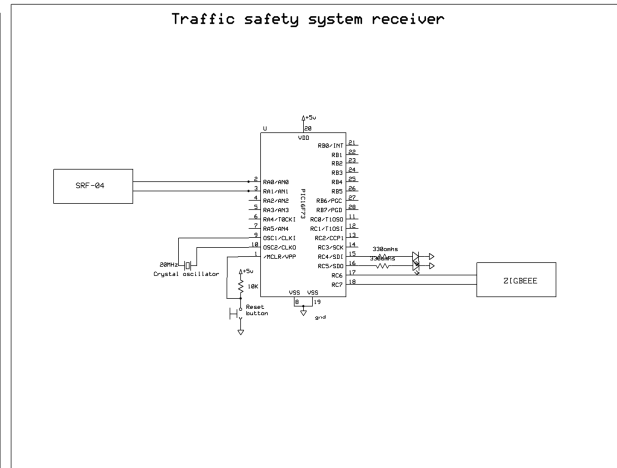 Traffic safety system receiver
+5v
U 20
VDD
SRF-04
PIC16F73
2 RA0/AN0
3 RA1/AN1
4 RA2/AN2
5 RA3/AN3
6 RA4/T0CKI
7 RA5/AN4
9 OSC1/CLKI
10 OSC2/CLKO
1 /MCLR/VPP
RB0/INT 21
RB1 22
RB2 23
RB3 24
RB4 25
RB5 26
RB6/PGC 27
RB7/PGD 28
RC0/T1OSO 11
RC1/T1OSI 12
RC2/CCP1 13
RC3/SCK 14
RC4/SDI 15
RC5/SDO 16
RC6 17
RC7 18
330omhs
330omhs
ZIGBEEE
20MHz
Crystal oscillator
+5v
10K
Reset
button
VSS VSS
8 19
gnd